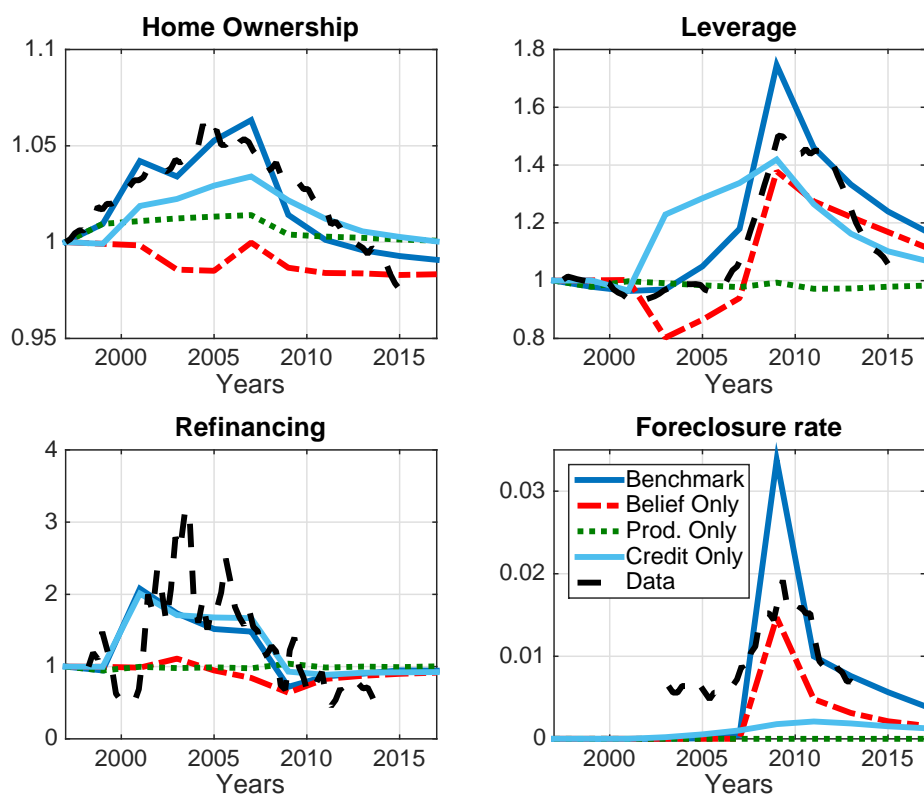 Home Ownership
1.1
1.05
1
0.95
2000 2005 2010 2015
Years
Leverage
1.8
1.6
1.4
1.2
1
0.8
2000 2005 2010 2015
Years
Refinancing
4
3
2
1
0
2000 2005 2010 2015
Years
Foreclosure rate
0.03
0.02
0.01
0
Benchmark
Belief Only
Prod. Only
Credit Only
Data
2000 2005 2010 2015
Years